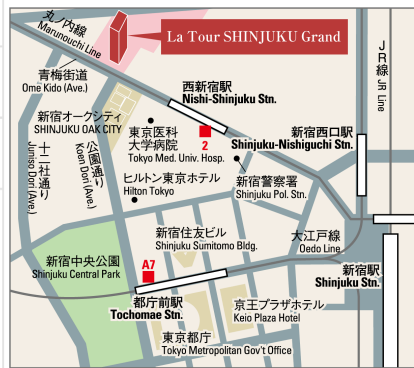 丸ノ内線
Marunouchi Line
La Tour SHINJUKU Grand
JR線 JR Line
青梅街道
Ome Kido (Ave.)
西新宿駅
Nishi-Shinjuku Stn.
新宿オークシティ
SHINJUKU OAK CITY
東京医科
大学病院
Tokyo Med. Univ. Hosp.
2
新宿西口駅
Shinjuku-Nishiguchi Stn.
十二社通り
Juniso Dori (Ave.)
公園通り
Koen Dori (Ave.)
ヒルトン東京ホテル
Hilton Tokyo
新宿警察署
Shinjuku Pol. Stn.
新宿住友ビル
Shinjuku Sumitomo Bldg.
大江戸線
Oedo Line
新宿中央公園
Shinjuku Central Park
A7
新宿駅
Shinjuku Stn.
都庁前駅
Tochomae Stn.
京王プラザホテル
Keio Plaza Hotel
東京都庁
Tokyo Metropolitan Gov't Office